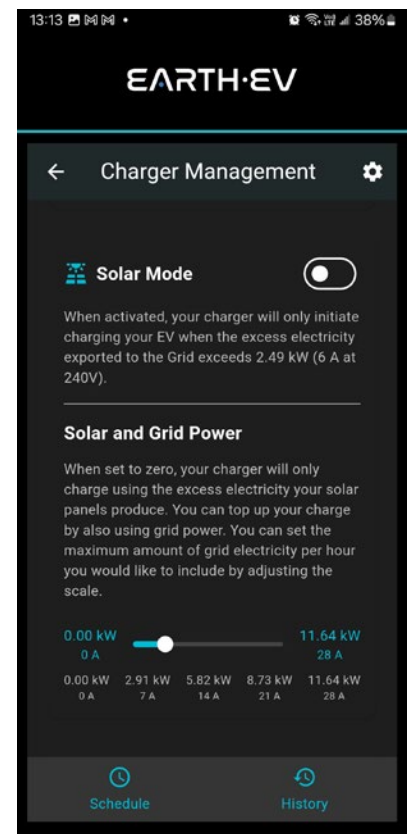 13:13
38%
EARTH·EV
Charger Management
Solar Mode
When activated, your charger will only initiate
charging your EV when the excess electricity
exported to the Grid exceeds 2.49 kW (6 A at
240V).
Solar and Grid Power
When set to zero, your charger will only
charge using the excess electricity your solar
panels produce. You can top up your charge
by also using grid power. You can set the
maximum amount of grid electricity per hour
you would like to include by adjusting the
scale.
0.00 kW 11.64 kW
0 A 28 A
0.00 kW 2.91 kW 5.82 kW 8.73 kW 11.64 kW
0 A 7 A 14 A 21 A 28 A
Schedule History